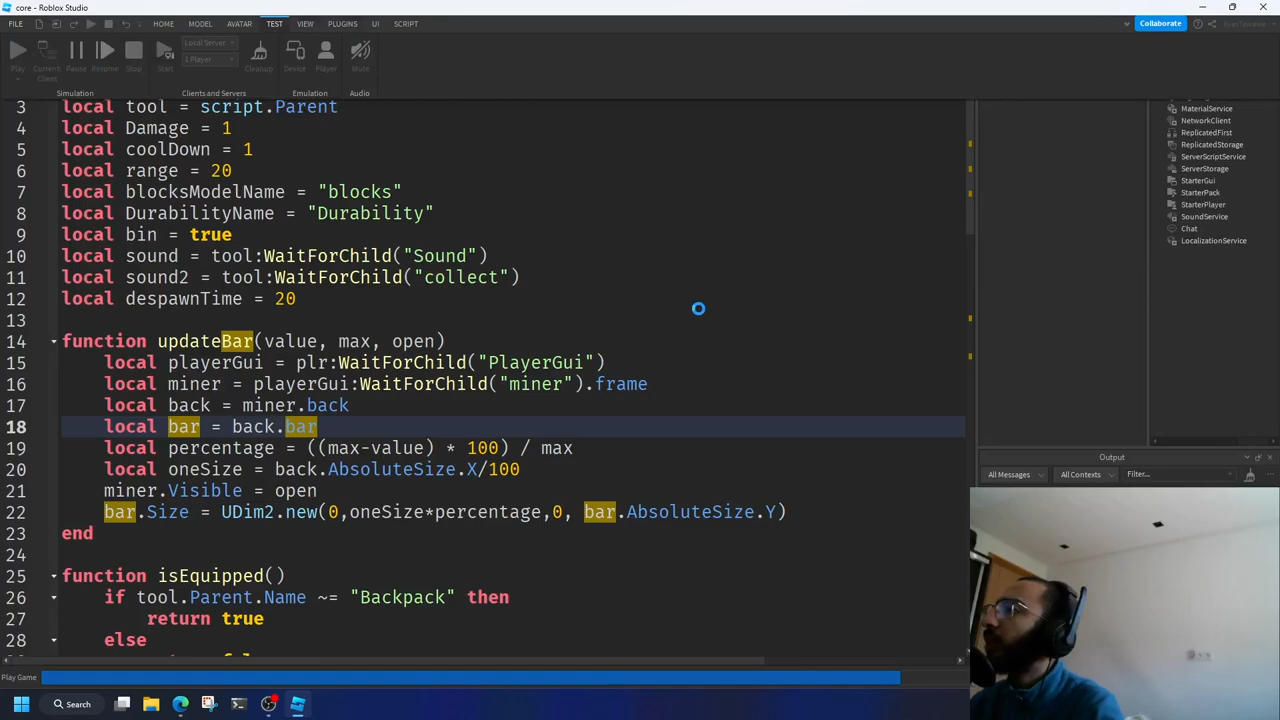 core - Roblox Studio
FILE
HOME MODEL AVATAR TEST VIEW PLUGINS UI SCRIPT
Collaborate
Play
Current: Client
Pause
Resume
Stop
Start
Local Server
1 Player
Cleanup
Device
Player
Mute
Simulation
Clients and Servers
Emulation
Audio
3 local tool = script.Parent
4 local Damage = 1
5 local coolDown = 1
6 local range = 20
7 local blocksModelName = "blocks"
8 local DurabilityName = "Durability"
9 local bin = true
10 local sound = tool:WaitForChild("Sound")
11 local sound2 = tool:WaitForChild("collect")
12 local despawnTime = 20
13
14 function updateBar(value, max, open)
15 local playerGui = plr:WaitForChild("PlayerGui")
16 local miner = playerGui:WaitForChild("miner").frame
17 local back = miner.back
18 local bar = back.bar
19 local percentage = ((max-value) * 100) / max
20 local oneSize = back.AbsoluteSize.X/100
21 miner.Visible = open
22 bar.Size = UDim2.new(0,oneSize*percentage,0, bar.AbsoluteSize.Y)
23 end
24
25 function isEquipped()
26 if tool.Parent.Name ~= "Backpack" then
27 return true
28 else
MaterialService
NetworkClient
ReplicatedFirst
ReplicatedStorage
ServerScriptService
ServerStorage
StarterGui
StarterPack
StarterPlayer
SoundService
Chat
LocalizationService
Output
All Messages
All Contexts
Filter...
Play Game
Search